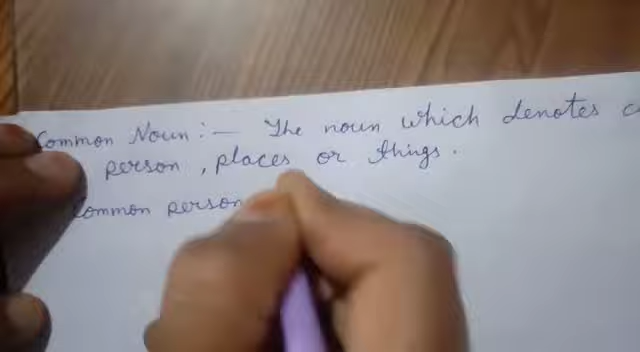 Common Noun :- The noun which denotes
person, places or things.
Common person